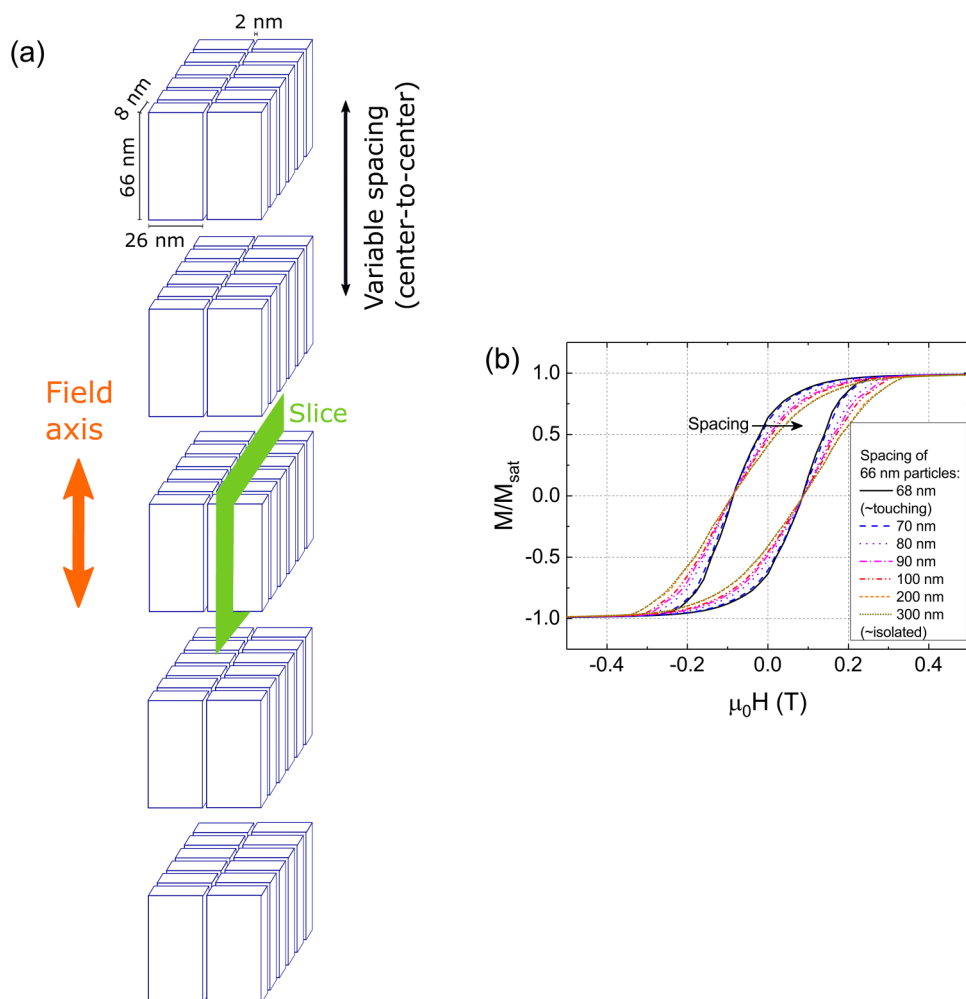 (a)
2 nm
8 nm
66 nm
26 nm
Variable spacing
(center-to-center)
Field
axis
Slice
(b)
M/Msat
1.0
0.5
0.0
-0.5
-1.0
-0.4
-0.2
0.0
0.2
0.4
μ0H (T)
Spacing
Spacing of
66 nm particles:
68 nm
(~touching)
70 nm
80 nm
90 nm
100 nm
200 nm
300 nm
(~isolated)